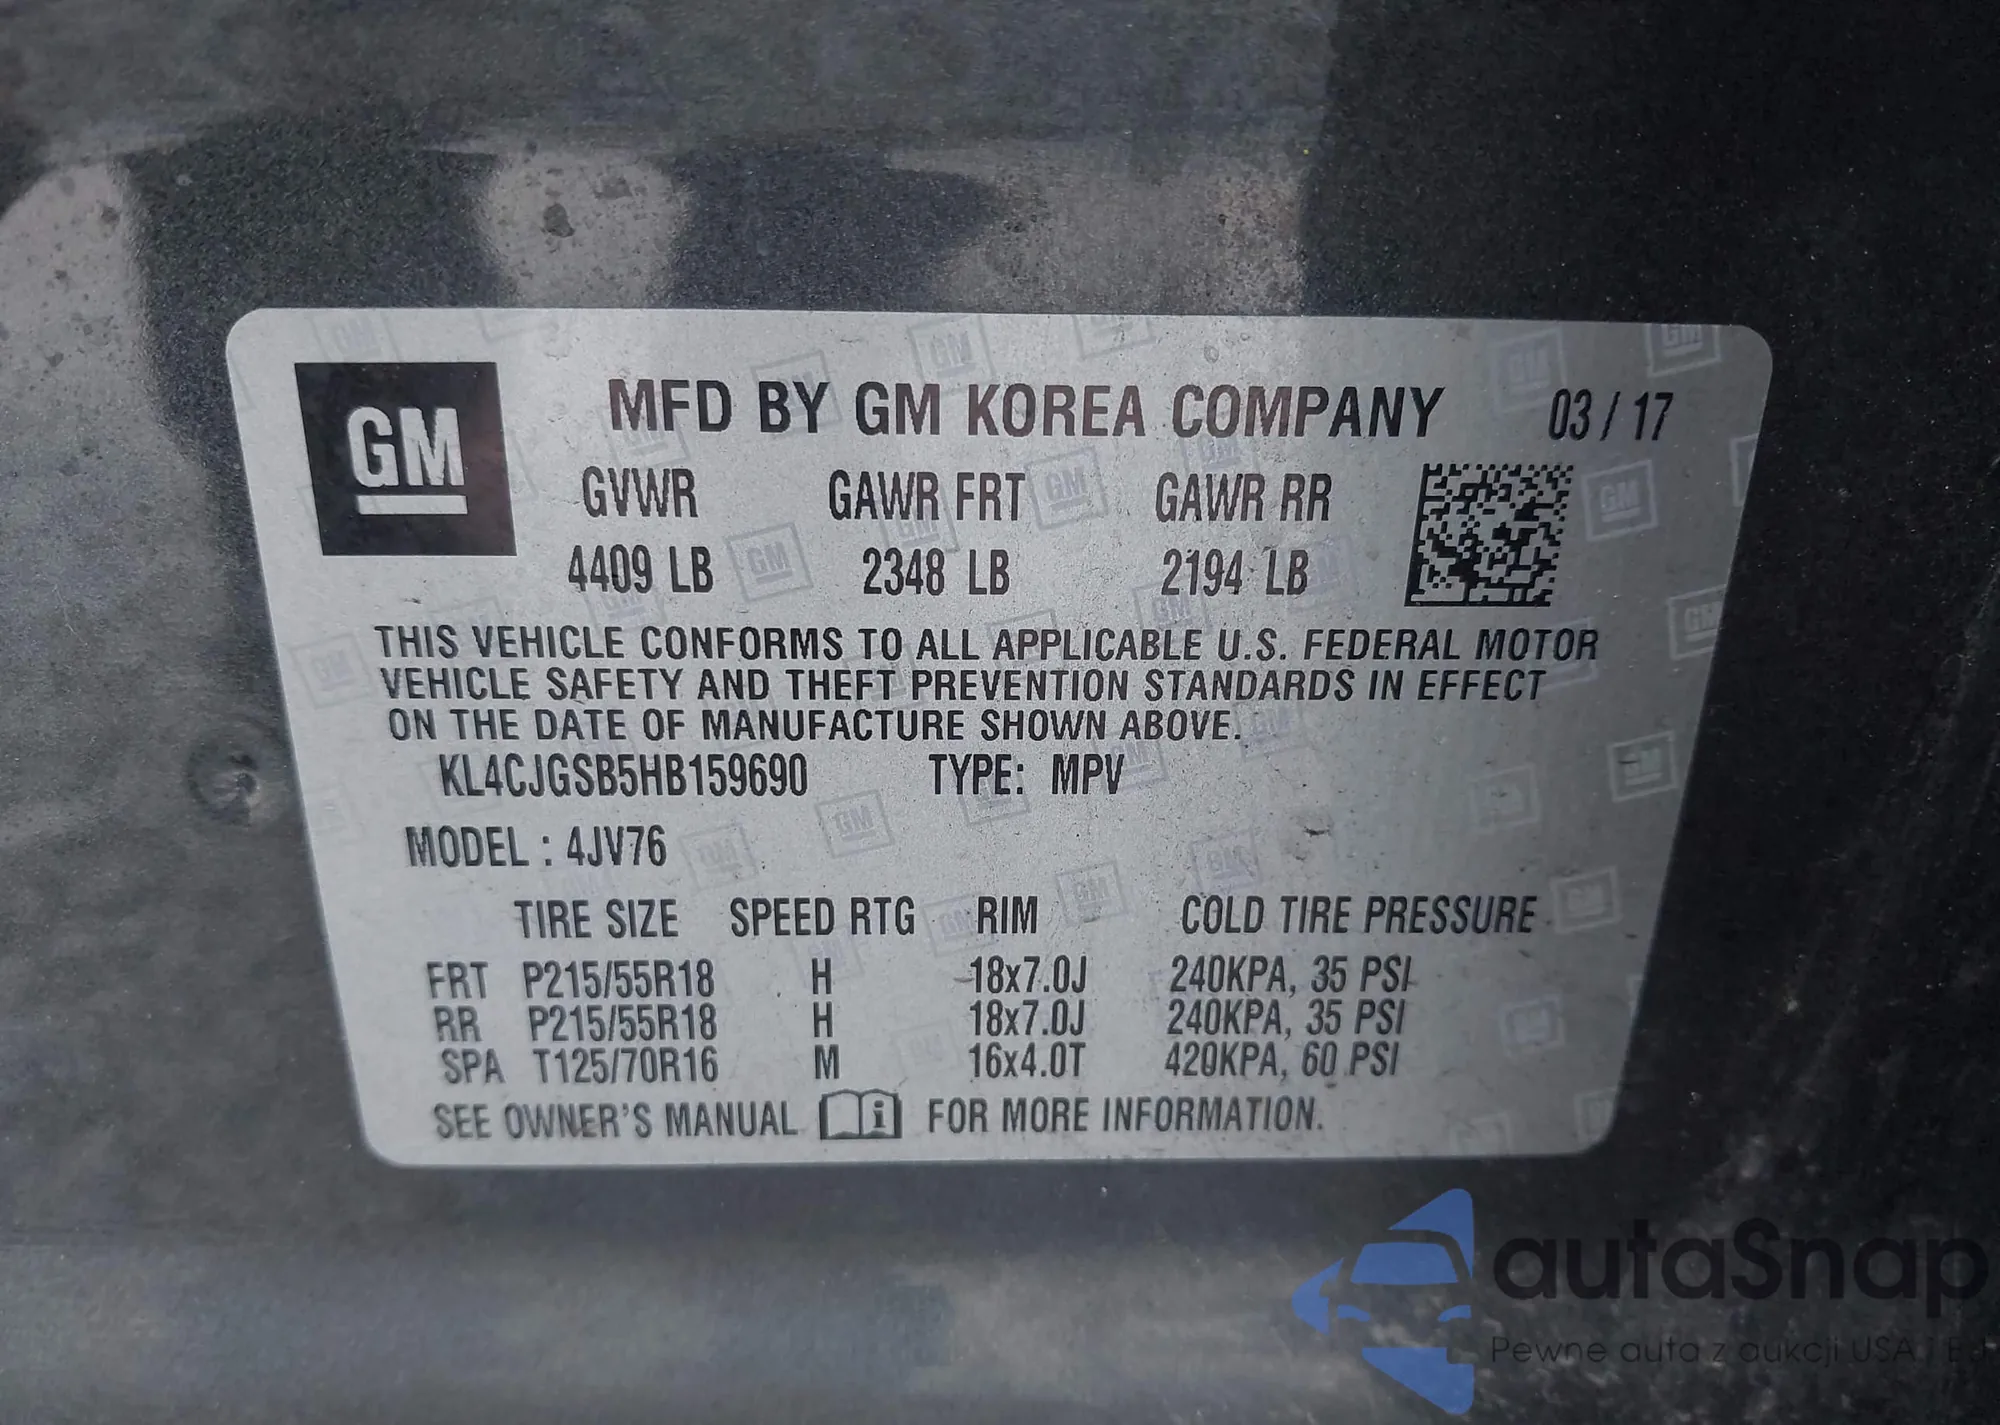 GM
MFD BY GM KOREA COMPANY 03 / 17
GVWR GAWR FRT GAWR RR
4409 LB 2348 LB 2194 LB
THIS VEHICLE CONFORMS TO ALL APPLICABLE U.S. FEDERAL MOTOR
VEHICLE SAFETY AND THEFT PREVENTION STANDARDS IN EFFECT
ON THE DATE OF MANUFACTURE SHOWN ABOVE.
KL4CJGSB5HB159690 TYPE: MPV
MODEL : 4JV76
TIRE SIZE SPEED RTG RIM COLD TIRE PRESSURE
FRT P215/55R18 H 18x7.0J 240KPA, 35 PSI
RR P215/55R18 H 18x7.0J 240KPA, 35 PSI
SPA T125/70R16 M 16x4.0T 420KPA, 60 PSI
SEE OWNER'S MANUAL i FOR MORE INFORMATION.
autaSnap
Pewne auta z aukcji USA i EU